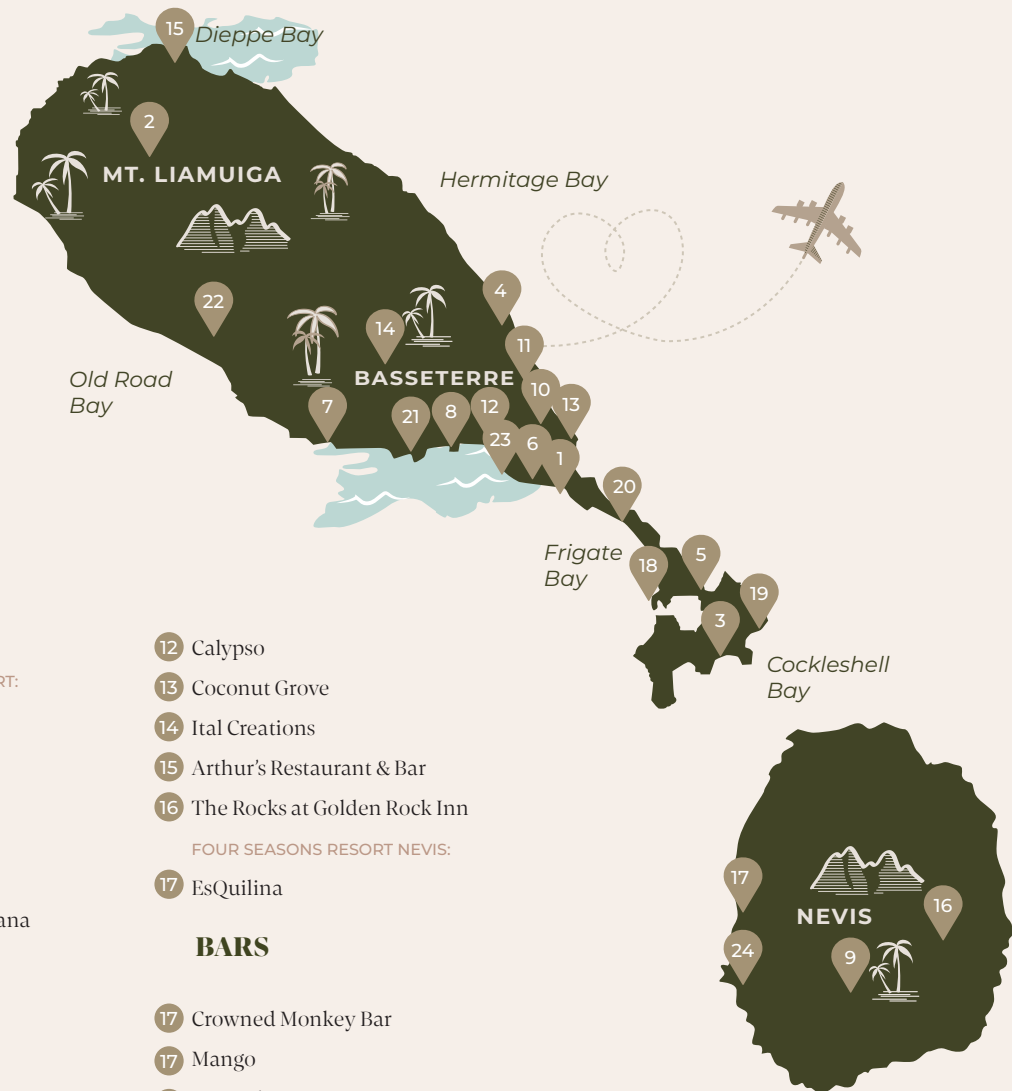 15
Dieppe Bay
2
MT. LIAMUIGA
Hermitage Bay
4
22
14
11
Old Road
Bay
BASSETERRE
7
21
8
12
10
13
23
6
1
20
Frigate
Bay
18
5
19
3
Cockleshell
Bay
RT:
ana
12 Calypso
13 Coconut Grove
14 Ital Creations
15 Arthur's Restaurant & Bar
16 The Rocks at Golden Rock Inn
FOUR SEASONS RESORT NEVIS:
17 EsQuilina
BARS
17 Crowned Monkey Bar
17 Mango
17
NEVIS
16
24
9